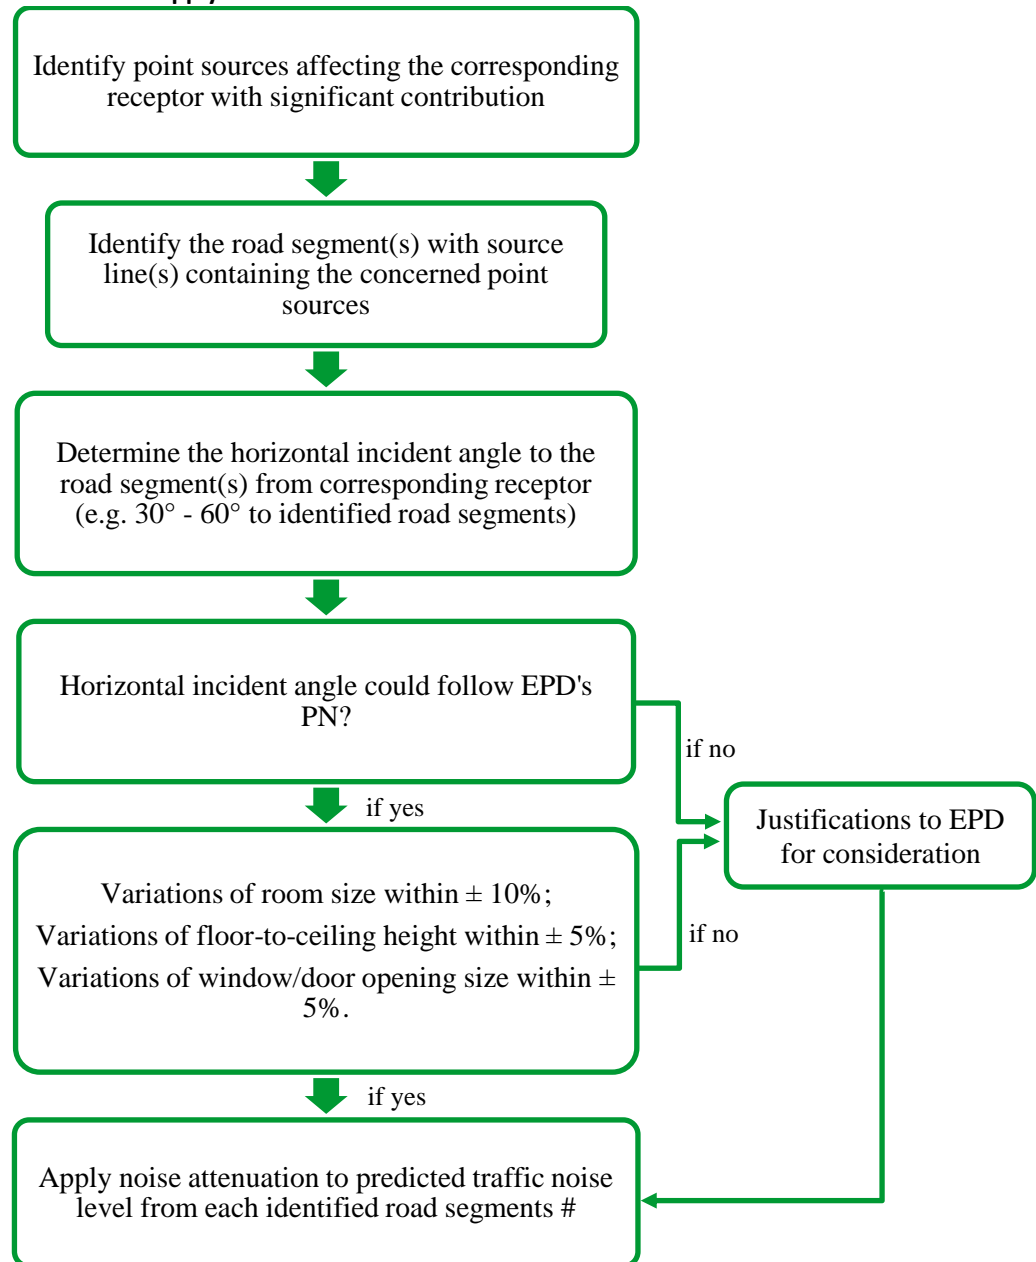 pply
Identify point sources affecting the corresponding
receptor with significant contribution
Identify the road segment(s) with source
line(s) containing the concerned point
sources
Determine the horizontal incident angle to the
road segment(s) from corresponding receptor
(e.g. 30° - 60° to identified road segments)
Horizontal incident angle could follow EPD's
PN?
if no
if yes
Justifications to EPD
for consideration
Variations of room size within ± 10%;
Variations of floor-to-ceiling height within ± 5%;
Variations of window/door opening size within ±
5%.
if no
if yes
Apply noise attenuation to predicted traffic noise
level from each identified road segments #